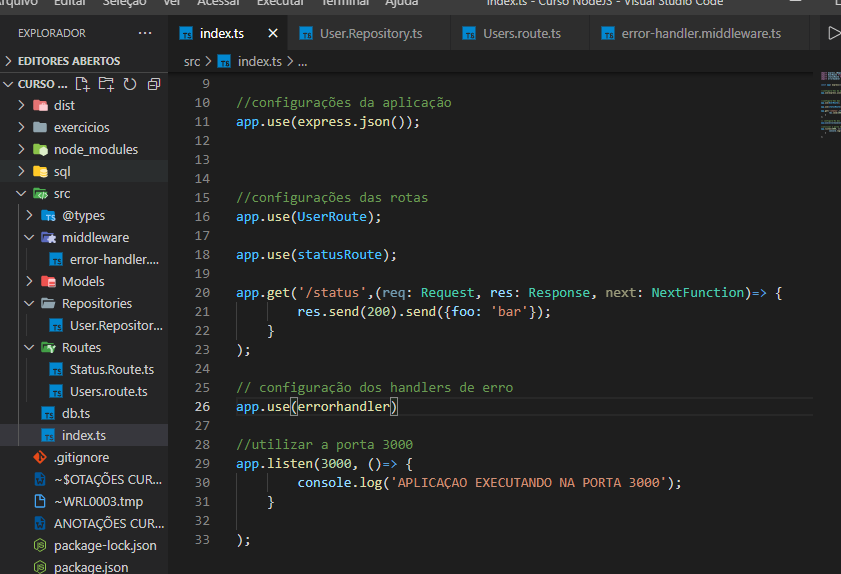 Arquivo Editar Seleção Ver Acessar Executar Terminal Ajuda index.ts - Curso NodeJS - Visual Studio Code
EXPLORADOR ...
index.ts
User.Repository.ts
Users.route.ts
error-handler.middleware.ts
EDITORES ABERTOS
CURSO ...
dist
exercicios
node_modules
sql
src
@types
middleware
error-handler....
Models
Repositories
User.Repositor...
Routes
Status.Route.ts
Users.route.ts
db.ts
index.ts
.gitignore
~$OTAÇÕES CUR...
~WRL0003.tmp
ANOTAÇÕES CUR...
package-lock.json
package.json
src > index.ts > ...
9
10 //configurações da aplicação
11 app.use(express.json());
12
13
14
15 //configurações das rotas
16 app.use(UserRoute);
17
18 app.use(statusRoute);
19
20 app.get('/status',(req: Request, res: Response, next: NextFunction)=> {
21 res.send(200).send({foo: 'bar'});
22 }
23 );
24
25 // configuração dos handlers de erro
26 app.use(errorhandler)
27
28 //utilizar a porta 3000
29 app.listen(3000, ()=> {
30 console.log('APLICAÇAO EXECUTANDO NA PORTA 3000');
31 }
32
33 );